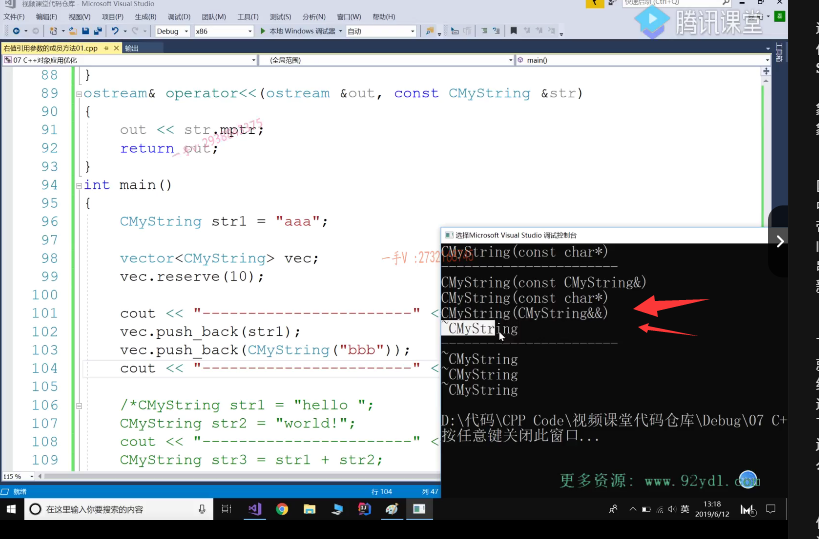 视频课堂代码仓库 - Microsoft Visual Studio
快速启动 (Ctrl+Q)
腾讯课堂
文件(F) 编辑(E) 视图(V) 项目(P) 生成(B) 调试(D) 团队(M) 工具(T) 测试(S) 分析(N) 窗口(W) 帮助(H)
Debug x86 本地 Windows 调试器 自动
右值引用参数的成员方法01.cpp 输出
07 C++对象应用优化 (全局范围) main()
88 }
89 ostream& operator<<(ostream &out, const CMyString &str)
90 {
91 out << str.mptr;
92 return out;
93 }
94 int main()
95 {
96 CMyString str1 = "aaa";
97
98 vector<CMyString> vec;
99 vec.reserve(10);
100
101 cout << "-----------------------" <
102 vec.push_back(str1);
103 vec.push_back(CMyString("bbb"));
104 cout << "-----------------------" <
105
106 /*CMyString str1 = "hello ";
107 CMyString str2 = "world!";
108 cout << "-----------------------" <
109 CMyString str3 = str1 + str2;
选择Microsoft Visual Studio 调试控制台
CMyString(const char*)
-----------------------
CMyString(const CMyString&)
CMyString(const char*)
CMyString(CMyString&&)
~CMyString
-----------------------
~CMyString
~CMyString
~CMyString
D:\代码\CPP Code\视频课堂代码仓库\Debug\07 C+
按任意键关闭此窗口...
更多资源: www.92ydl.com
115 %
就绪 行 104 列 47
在这里输入你要搜索的内容
英
13:18
2019/6/12